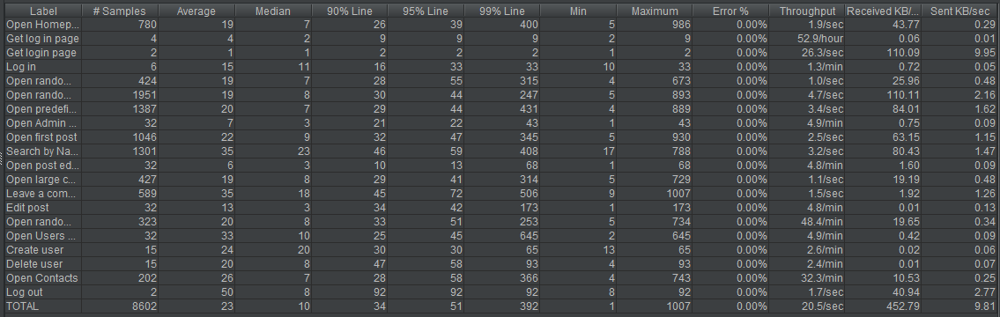 Label # Samples Average Median 90% Line 95% Line 99% Line Min Maximum Error % Throughput Received KB/... Sent KB/sec
Open Homep... 780 19 7 26 39 400 5 986 0.00% 1.9/sec 43.77 0.29
Get log in page 4 4 2 9 9 9 2 9 0.00% 52.9/hour 0.06 0.01
Get login page 2 1 1 2 2 2 1 2 0.00% 26.3/sec 110.09 9.95
Log in 6 15 11 16 33 33 10 33 0.00% 1.3/min 0.72 0.05
Open rando... 424 19 7 28 55 315 4 673 0.00% 1.0/sec 25.96 0.48
Open rando... 1951 19 8 30 44 247 5 893 0.00% 4.7/sec 110.11 2.16
Open predefi... 1387 20 7 29 44 431 4 889 0.00% 3.4/sec 84.01 1.62
Open Admin ... 32 7 3 21 22 43 1 43 0.00% 4.9/min 0.75 0.09
Open first post 1046 22 9 32 47 345 5 930 0.00% 2.5/sec 63.15 1.15
Search by Na... 1301 35 23 46 59 408 17 788 0.00% 3.2/sec 80.43 1.47
Open post ed... 32 6 3 10 13 68 1 68 0.00% 4.8/min 1.60 0.09
Open large c... 427 19 8 29 41 314 5 729 0.00% 1.1/sec 19.19 0.48
Leave a com... 589 35 18 45 72 506 9 1007 0.00% 1.5/sec 1.92 1.26
Edit post 32 13 3 34 42 173 1 173 0.00% 4.8/min 0.01 0.13
Open rando... 323 20 8 33 51 253 5 734 0.00% 48.4/min 19.65 0.34
Open Users ... 32 33 10 25 45 645 2 645 0.00% 4.9/min 0.42 0.09
Create user 15 24 20 30 30 65 13 65 0.00% 2.6/min 0.02 0.06
Delete user 15 20 8 47 58 93 4 93 0.00% 2.4/min 0.01 0.07
Open Contacts 202 26 7 28 58 366 4 743 0.00% 32.3/min 10.53 0.25
Log out 2 50 8 92 92 92 8 92 0.00% 1.7/sec 40.94 2.77
TOTAL 8602 23 10 34 51 392 1 1007 0.00% 20.5/sec 452.79 9.81